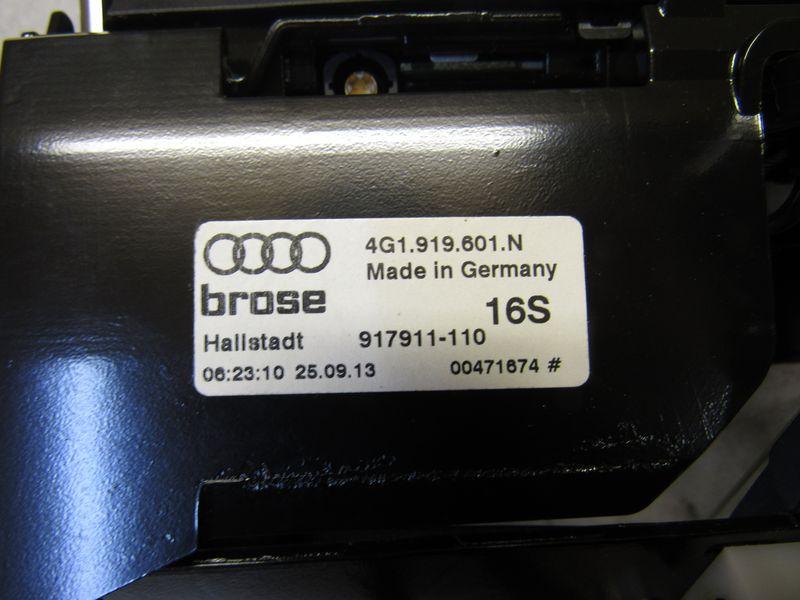 4G1.919.601.N
Made in Germany
brose
16S
Hallstadt 917911-110
06:23:10 25.09.13 00471674 #